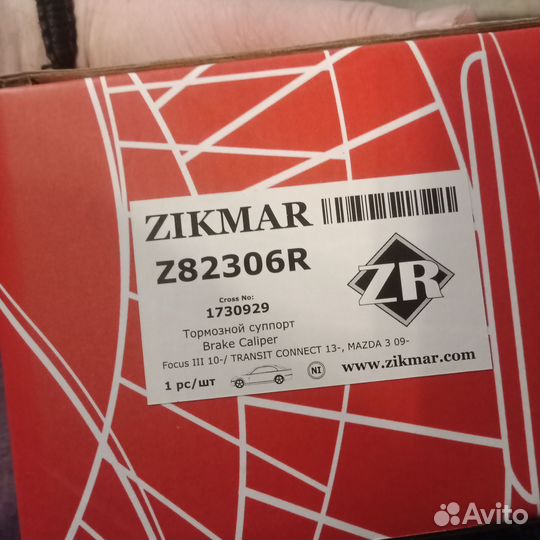 ZIKMAR
Z82306R
Cross No:
1730929
Тормозной суппорт
Brake Caliper
Focus III 10-/ TRANSIT CONNECT 13-, MAZDA 3 09-
1 pc/шт
NI
www.zikmar.com
ZR
Avito